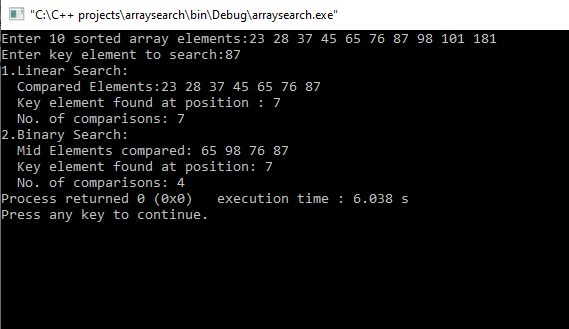 "C:\C++ projects\arraysearch\bin\Debug\arraysearch.exe"
Enter 10 sorted array elements:23 28 37 45 65 76 87 98 101 181
Enter key element to search:87
1.Linear Search:
  Compared Elements:23 28 37 45 65 76 87
  Key element found at position : 7
  No. of comparisons: 7
2.Binary Search:
  Mid Elements compared: 65 98 76 87
  Key element found at position: 7
  No. of comparisons: 4
Process returned 0 (0x0)   execution time : 6.038 s
Press any key to continue.